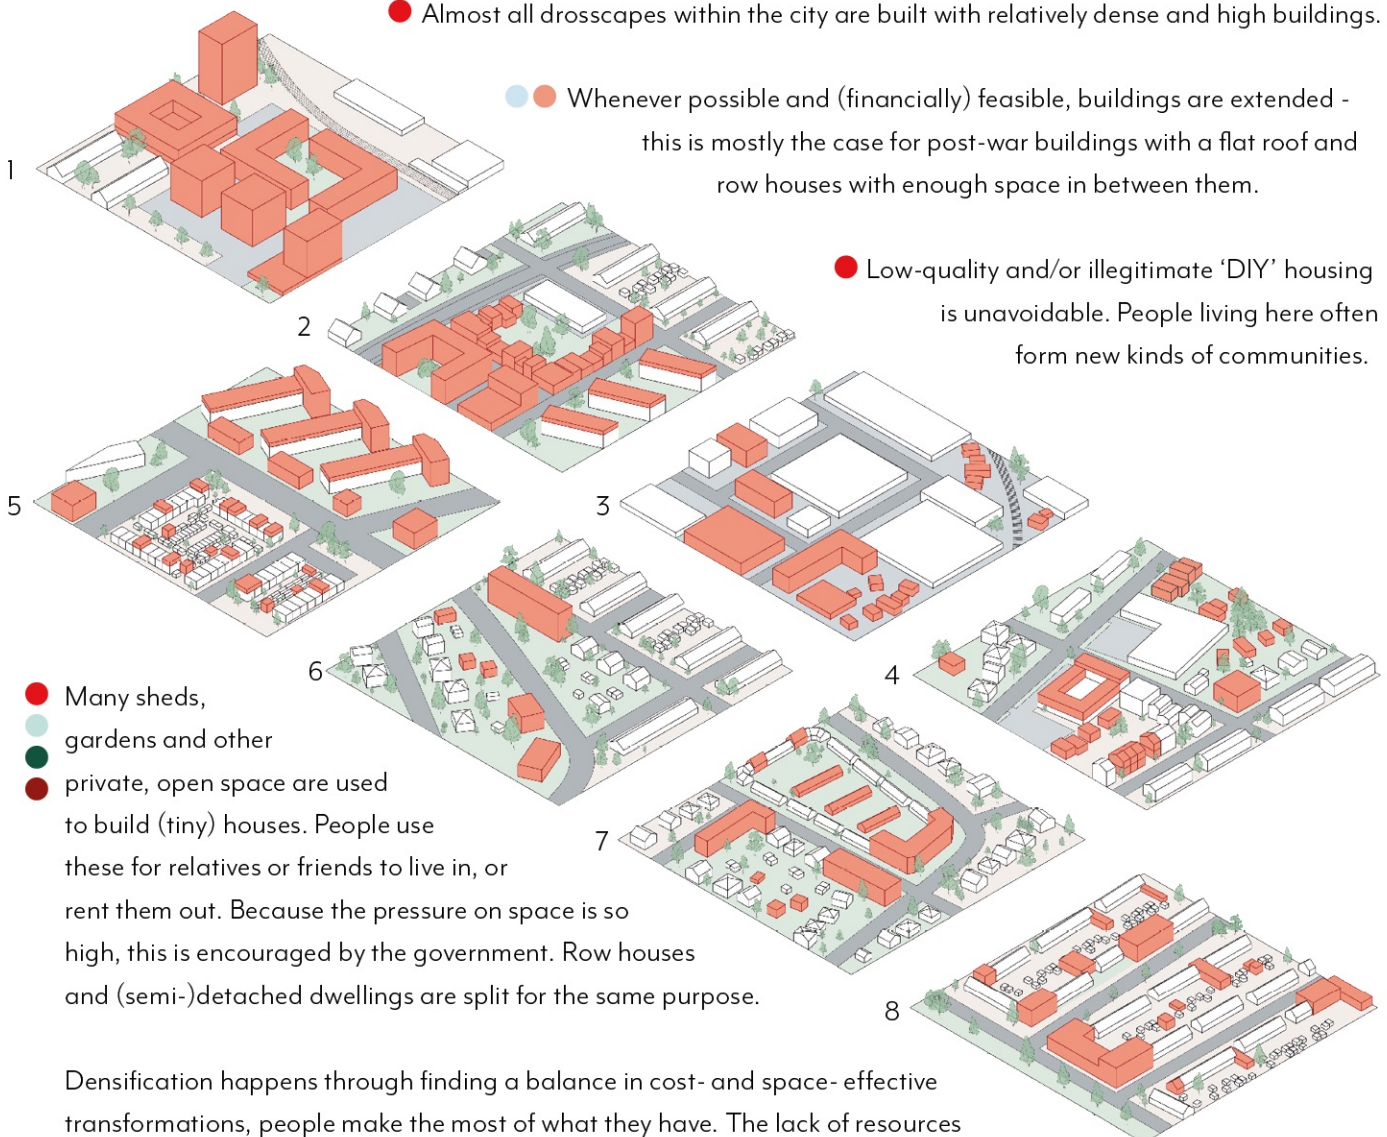 Almost all drosscapes within the city are built with relatively dense and high buildings.
Whenever possible and (financially) feasible, buildings are extended -
this is mostly the case for post-war buildings with a flat roof and
row houses with enough space in between them.
1
Low-quality and/or illegitimate ‘DIY’ housing
is unavoidable. People living here often
form new kinds of communities.
2
5
3
6
4
Many sheds,
gardens and other
private, open space are used
to build (tiny) houses. People use
these for relatives or friends to live in, or
rent them out. Because the pressure on space is so
high, this is encouraged by the government. Row houses
and (semi-)detached dwellings are split for the same purpose.
7
8
Densification happens through finding a balance in cost- and space- effective
transformations, people make the most of what they have. The lack of resources